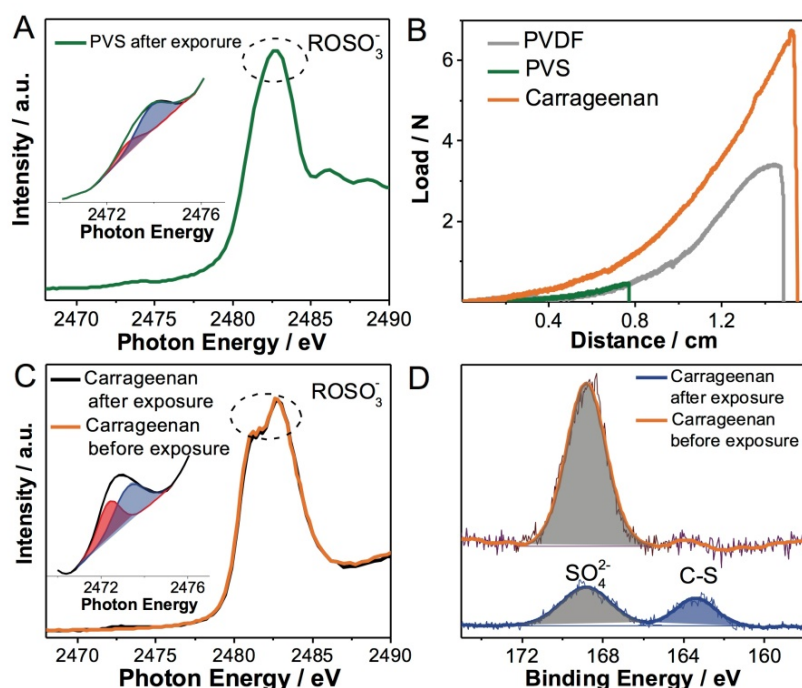 A
PVS after exporure
ROSO₃⁻
Intensity / a.u.
2472 2476
Photon Energy
2470 2475 2480 2485 2490
Photon Energy / eV
B
PVDF
PVS
Carrageenan
Load / N
6
4
2
0.4 0.8 1.2
Distance / cm
C
Carrageenan
after exposure
Carrageenan
before exposure
ROSO₃⁻
Intensity / a.u.
2472 2476
Photon Energy
2470 2475 2480 2485 2490
Photon Energy / eV
D
Carrageenan
after exposure
Carrageenan
before exposure
SO₄²⁻
C-S
172 168 164 160
Binding Energy / eV